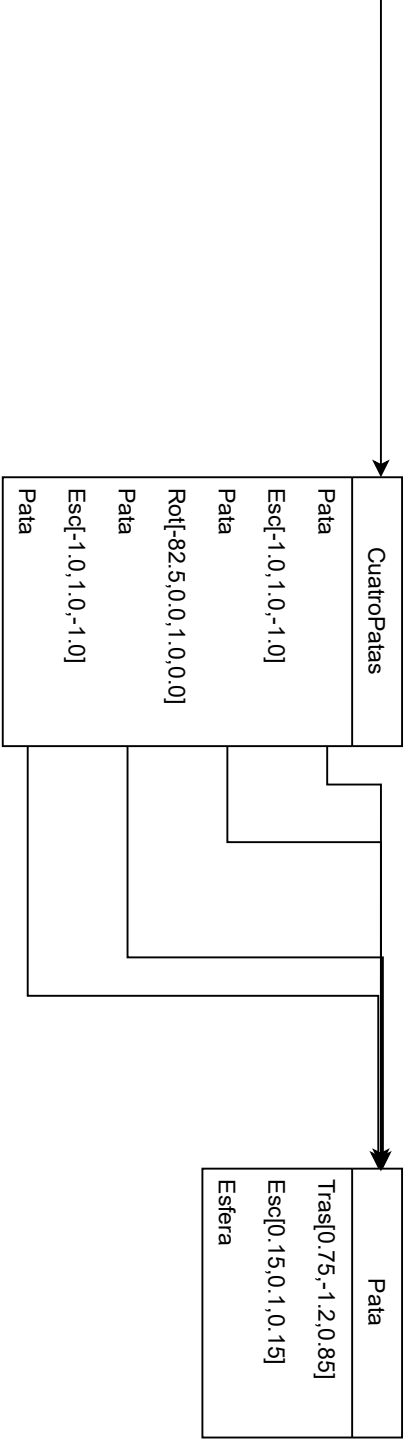 CuatroPatas
Pata
Esc[-1.0,1.0,-1.0]
Pata
Rot[-82.5,0.0,1.0,0.0]
Pata
Esc[-1.0,1.0,-1.0]
Pata
Pata
Tras[0.75,-1.2,0.85]
Esc[0.15,0.1,0.15]
Esfera